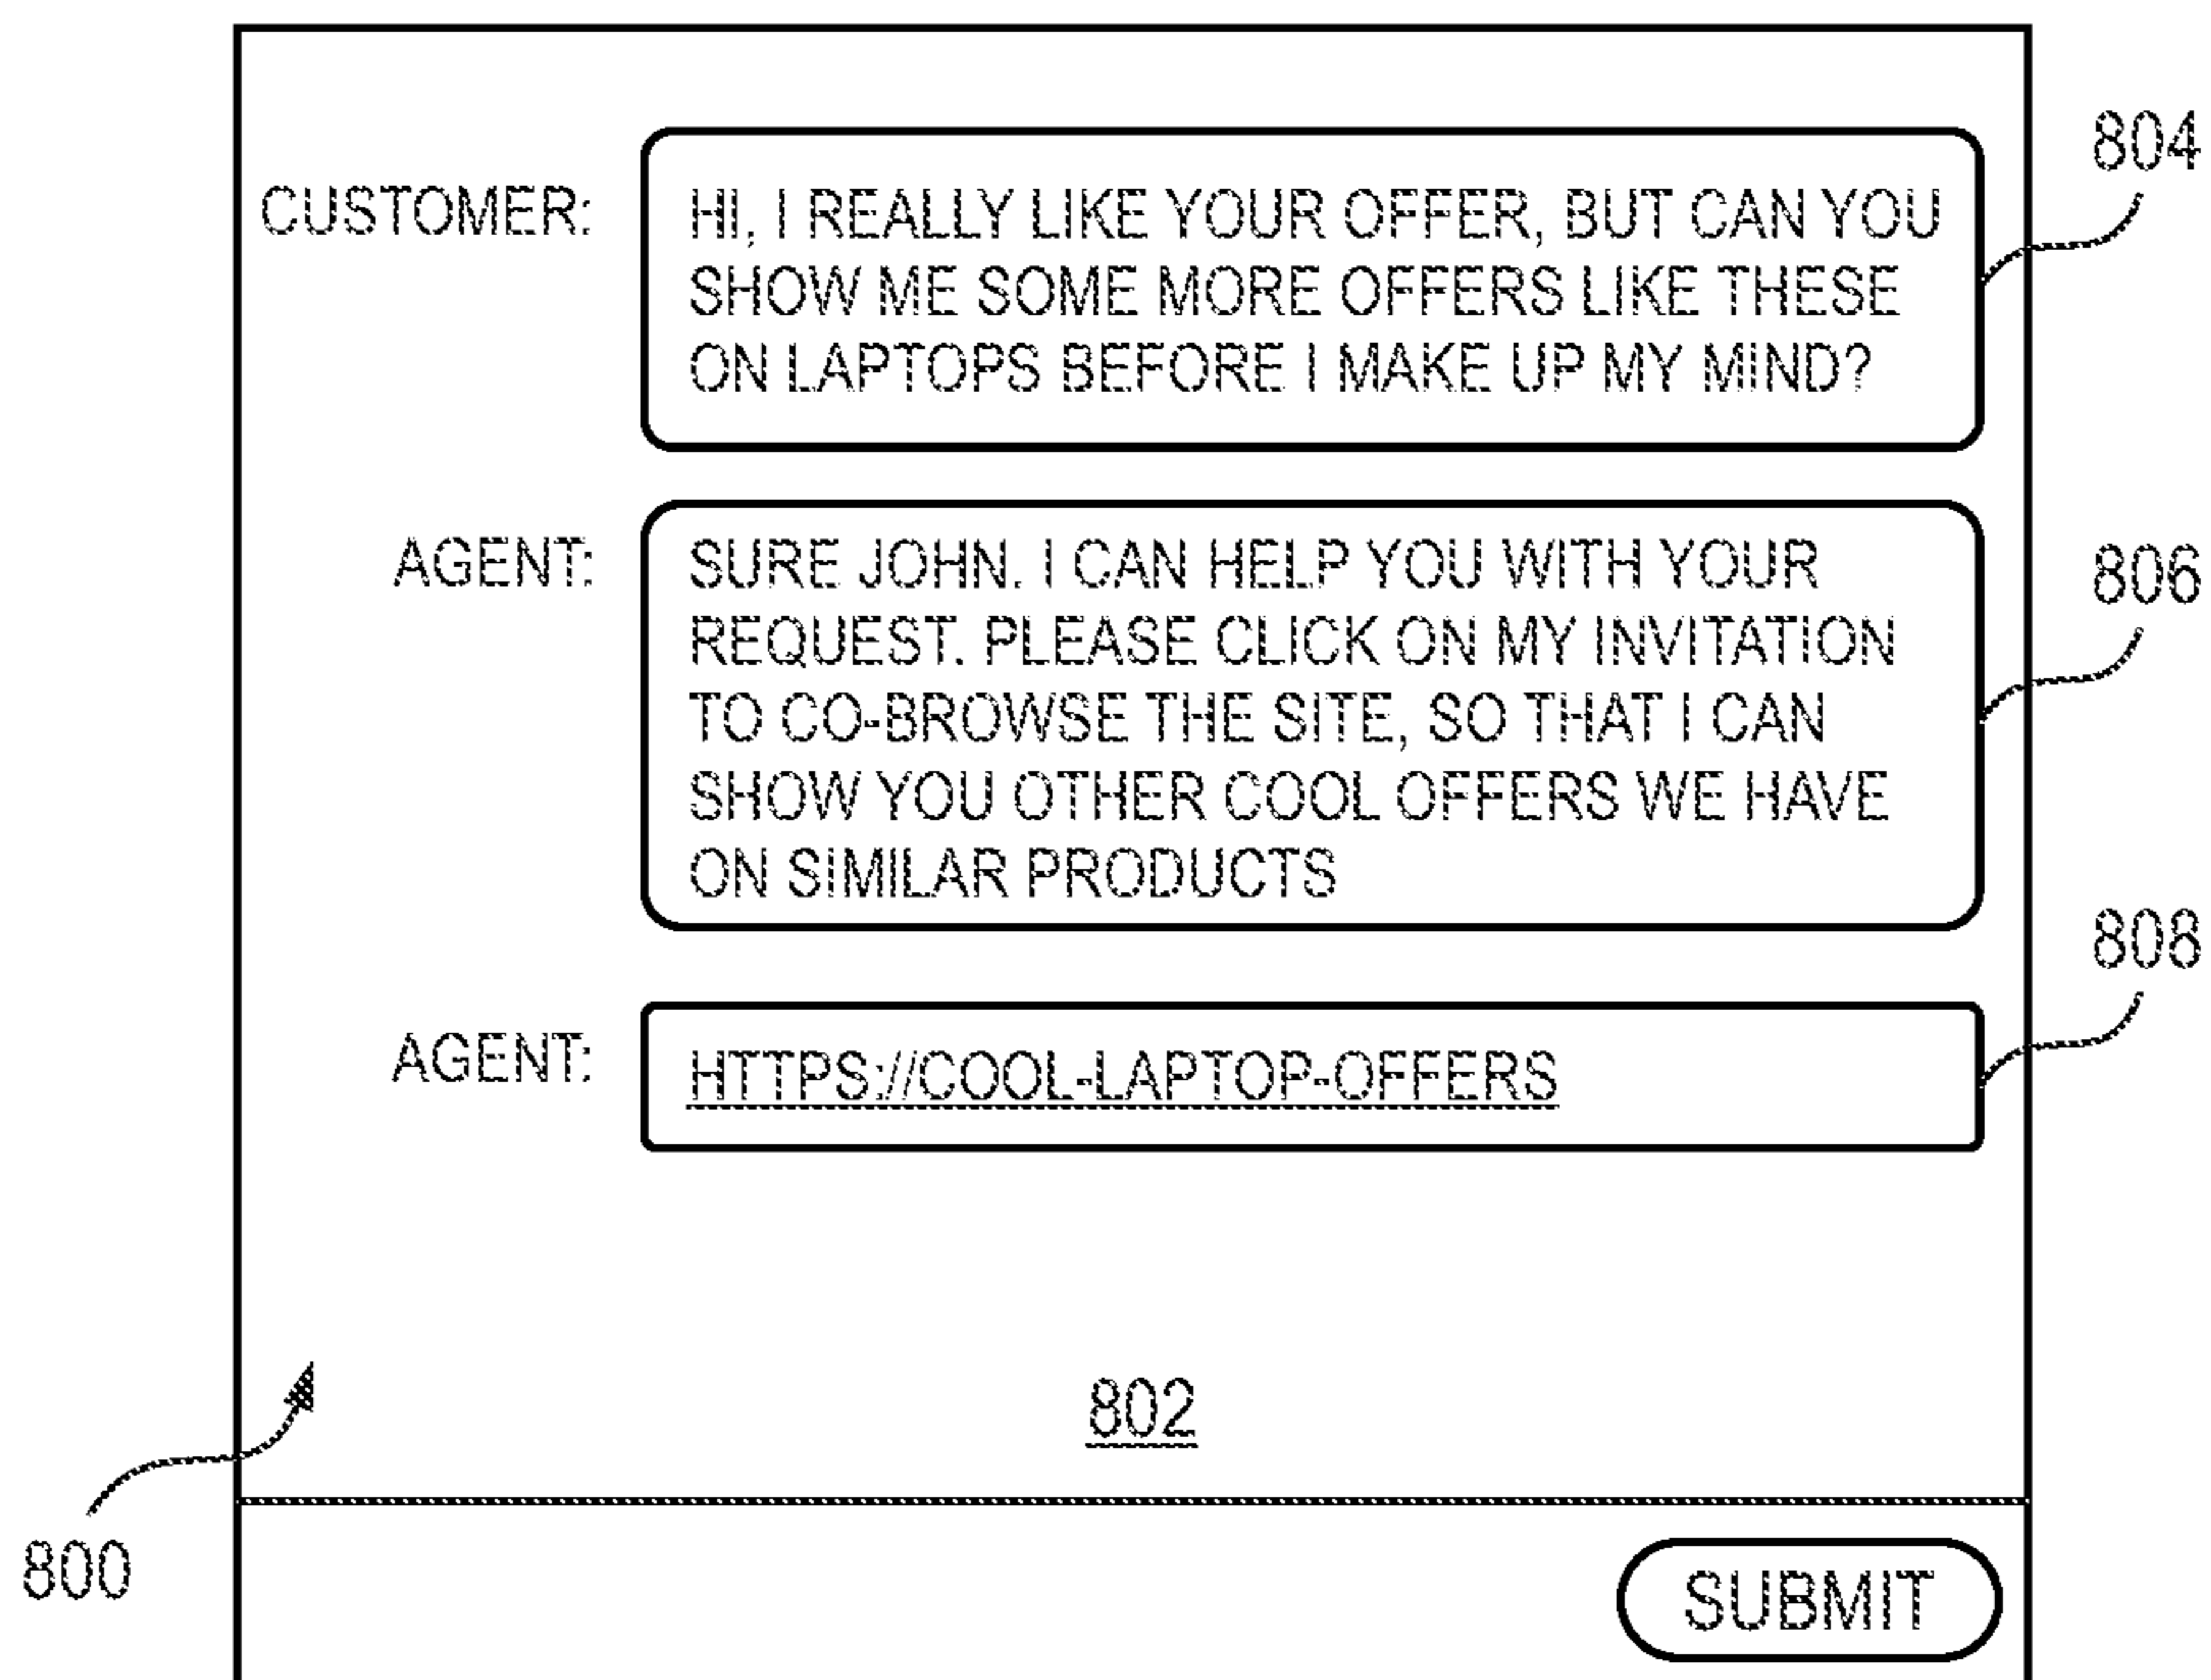 804
CUSTOMER:
HI, I REALLY LIKE YOUR OFFER, BUT CAN YOU
SHOW ME SOME MORE OFFERS LIKE THESE
ON LAPTOPS BEFORE I MAKE UP MY MIND?
AGENT:
SURE JOHN. I CAN HELP YOU WITH YOUR
REQUEST. PLEASE CLICK ON MY INVITATION
TO CO-BROWSE THE SITE, SO THAT I CAN
SHOW YOU OTHER COOL OFFERS WE HAVE
ON SIMILAR PRODUCTS
806
808
AGENT:
HTTPS://COOL-LAPTOP-OFFERS
802
800
SUBMIT